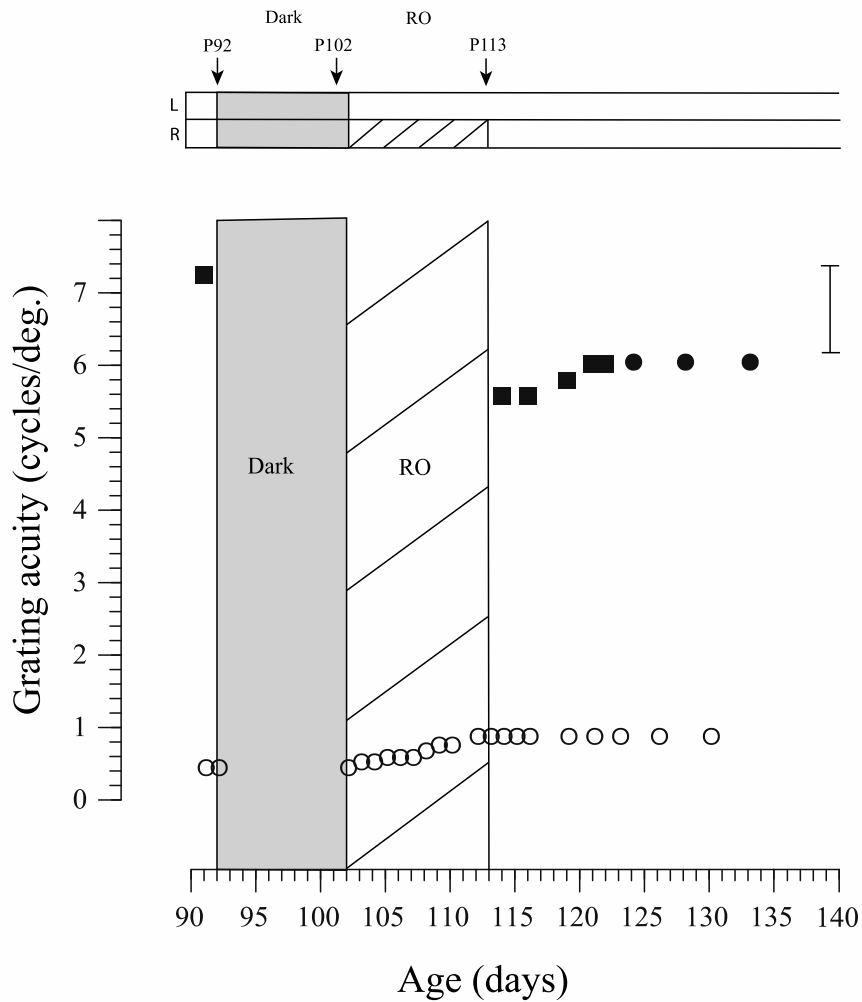 Dark RO
P92 P102 P113
L
R
7
6
5
4
3
2
1
0
Grating acuity (cycles/deg.)
Dark RO
90 95 100 105 110 115 120 125 130 135 140
Age (days)